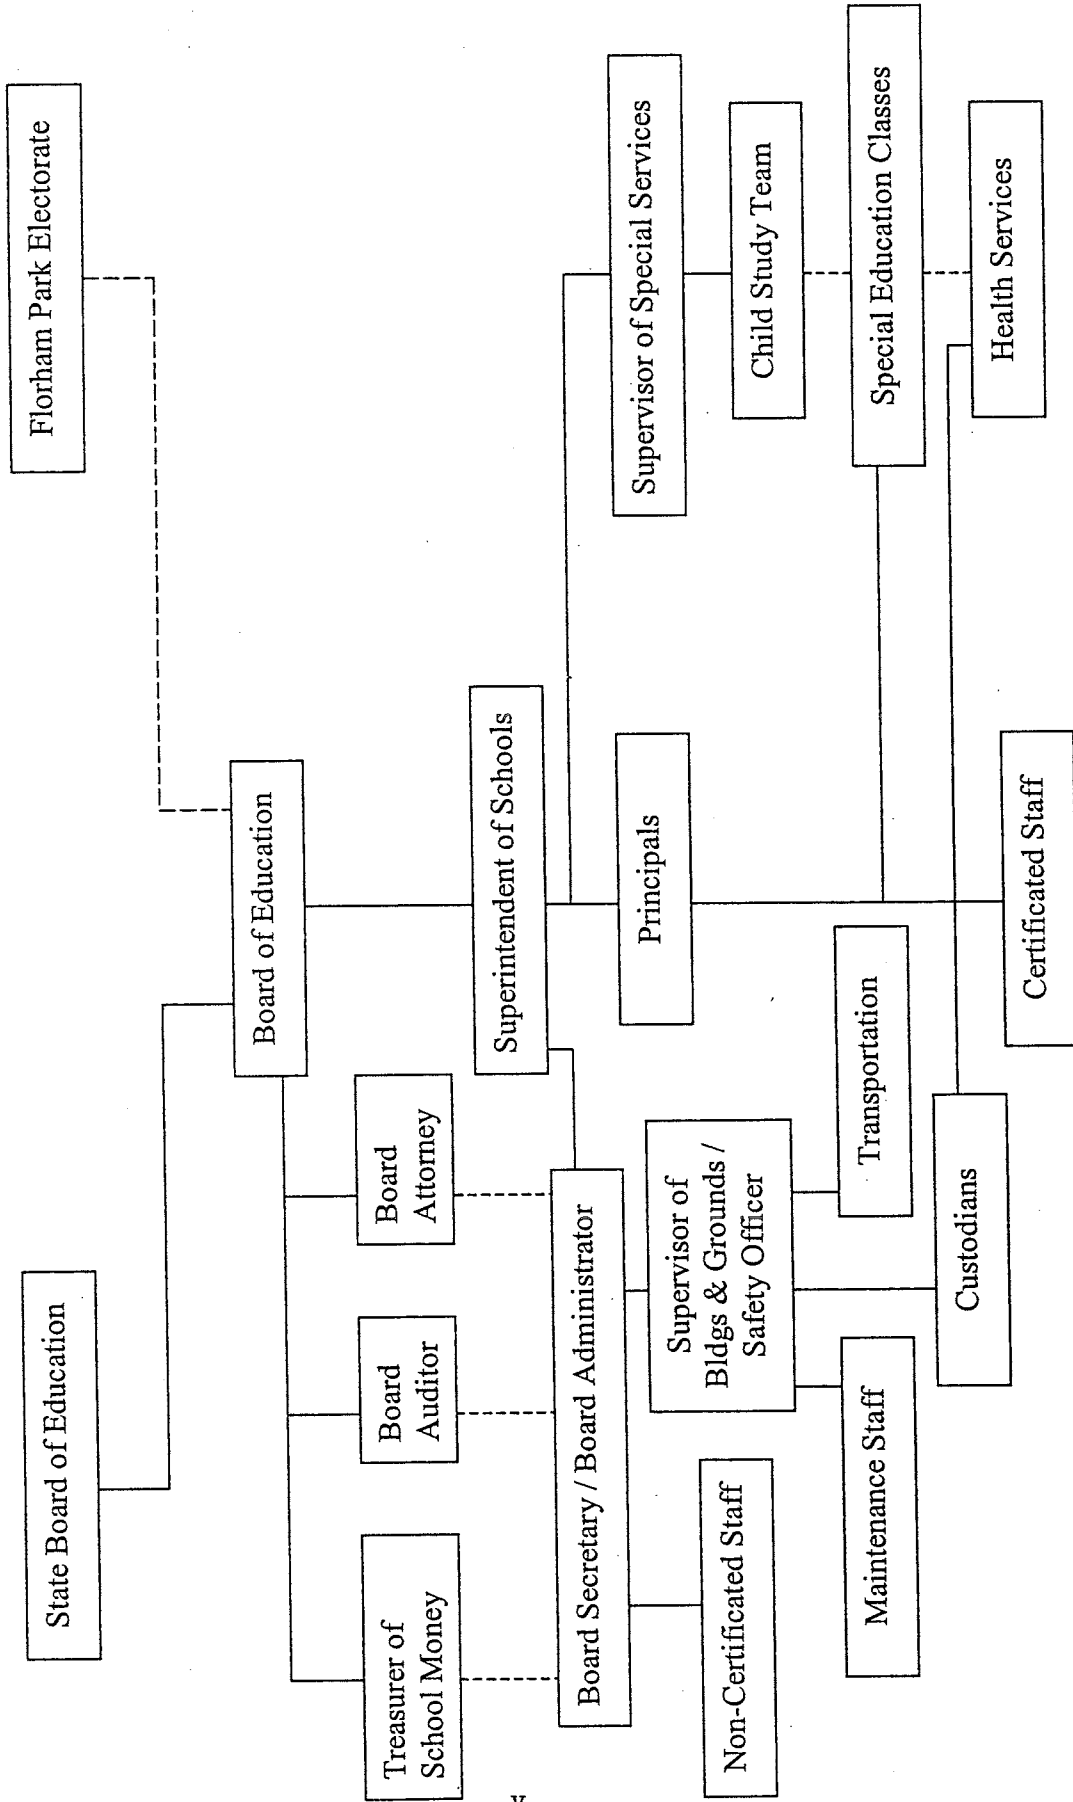 State Board of Education
Florham Park Electorate
Board of Education
Treasurer of
School Money
Board
Auditor
Board
Attorney
Superintendent of Schools
Board Secretary / Board Administrator
Principals
Supervisor of Special Services
Non-Certificated Staff
Supervisor of
Bldgs & Grounds /
Safety Officer
Child Study Team
Maintenance Staff
Transportation
Special Education Classes
Custodians
Certificated Staff
Health Services
v